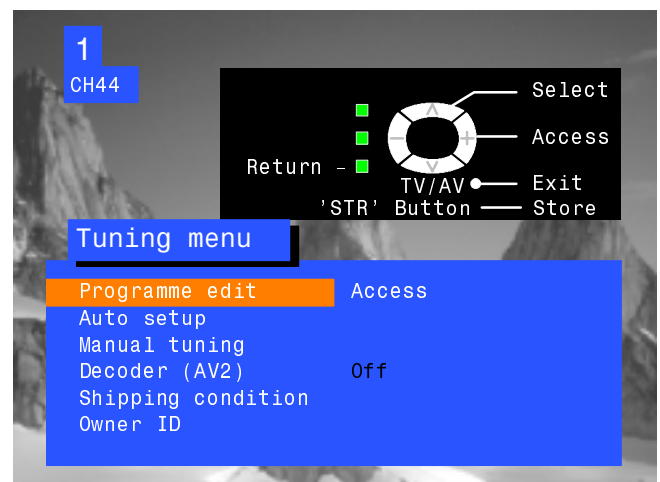 1
CH44
Select
Access
Return –
TV/AV Exit
'STR' Button Store
Tuning menu
Programme edit Access
Auto setup
Manual tuning
Decoder (AV2) Off
Shipping condition
Owner ID